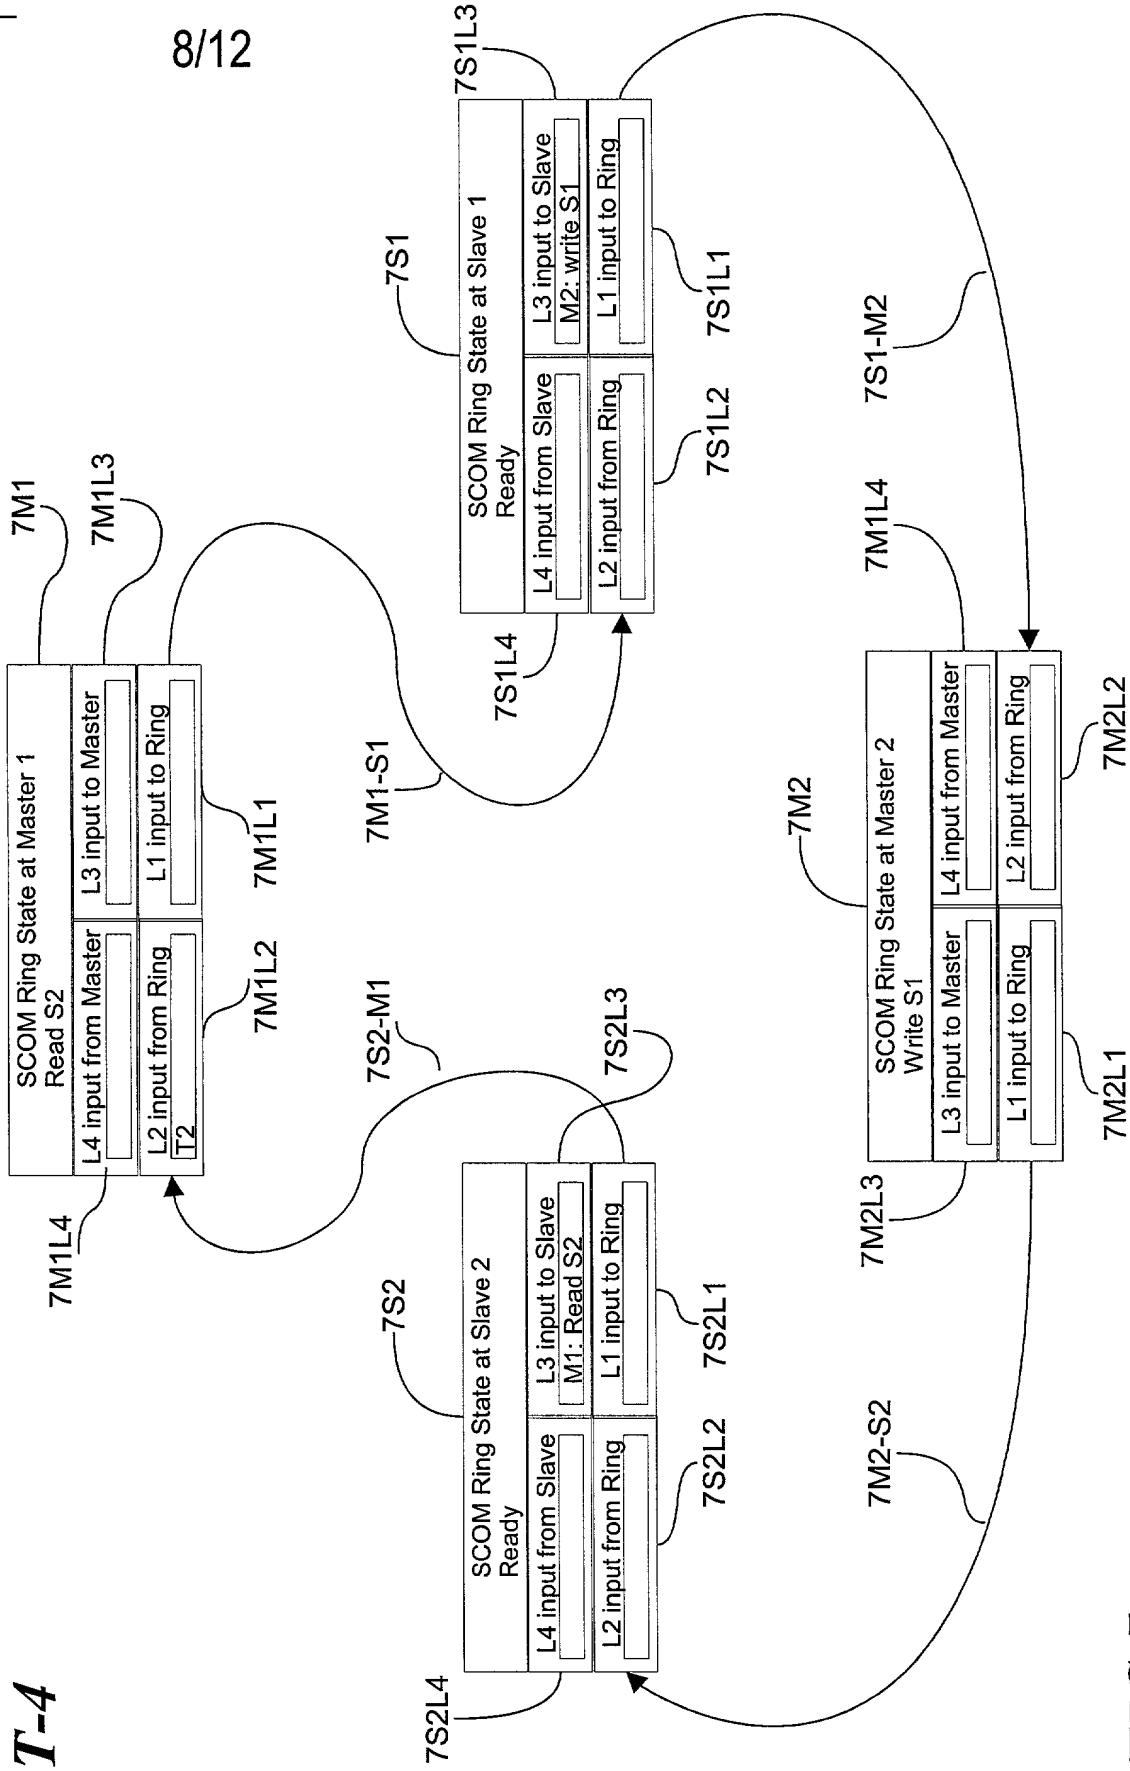 8/12
T-4
7M1
SCOM Ring State at Master 1
Read S2
L4 input from Master
L3 input to Master
L2 input from Ring
T2
L1 input to Ring
7M1L4
7M1L3
7M1L2
7M1L1
7S2-M1
7M1-S1
7S2
SCOM Ring State at Slave 2
Ready
L4 input from Slave
L3 input to Slave
M1: Read S2
L2 input from Ring
L1 input to Ring
7S2L4
7S2L3
7S2L2
7S2L1
7S1
SCOM Ring State at Slave 1
Ready
L4 input from Slave
L3 input to Slave
M2: write S1
L2 input from Ring
L1 input to Ring
7S1L4
7S1L3
7S1L2
7S1L1
7M2-S2
7S1-M2
7M2
SCOM Ring State at Master 2
Write S1
L3 input to Master
L4 input from Master
L1 input to Ring
L2 input from Ring
7M2L3
7M1L4
7M2L1
7M2L2